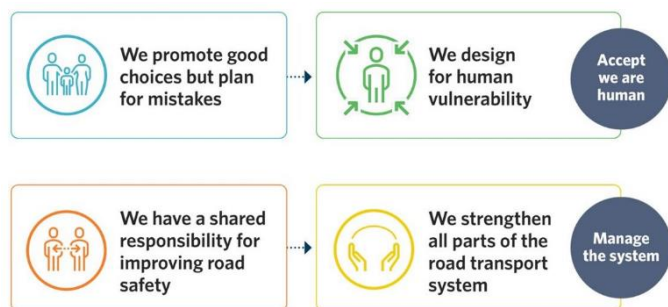 We promote good
choices but plan
for mistakes
We design
for human
vulnerability
Accept
we are
human
We have a shared
responsibility for
improving road
safety
We strengthen
all parts of the
road transport
system
Manage
the system